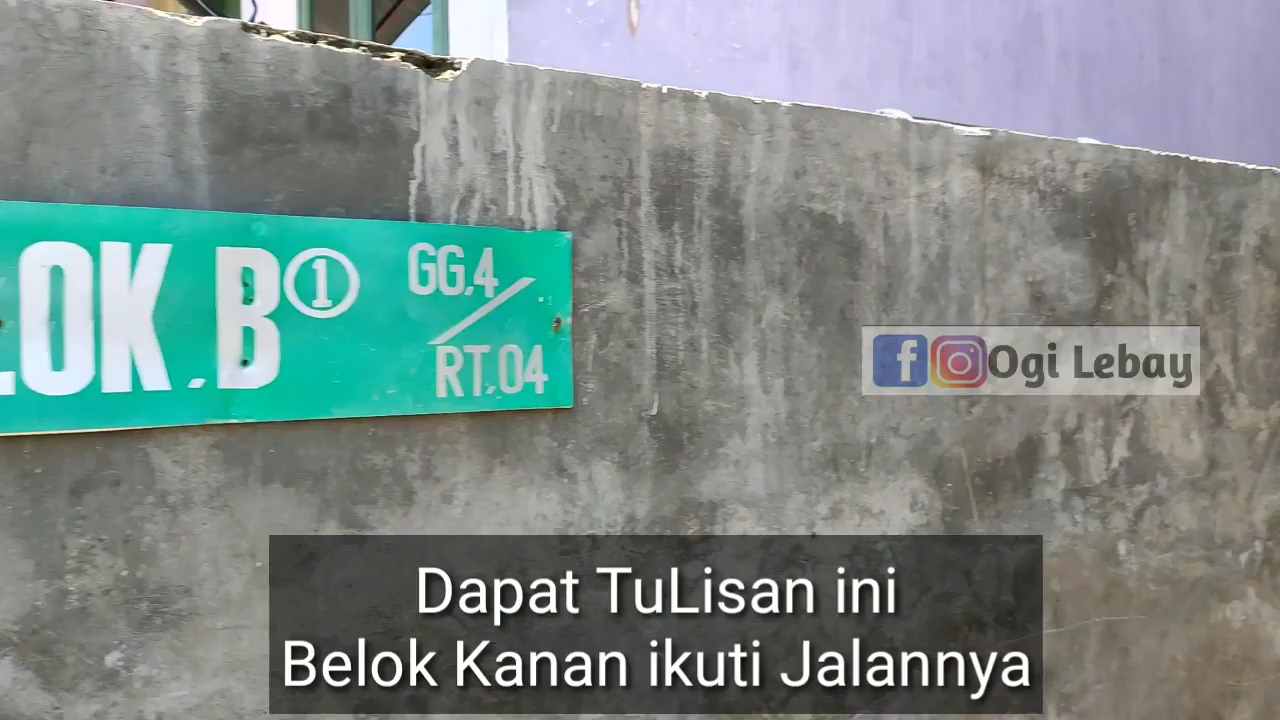 LOK.B①
GG.4
RT.04
Ogi Lebay
Dapat TuLisan ini
Belok Kanan ikuti Jalannya